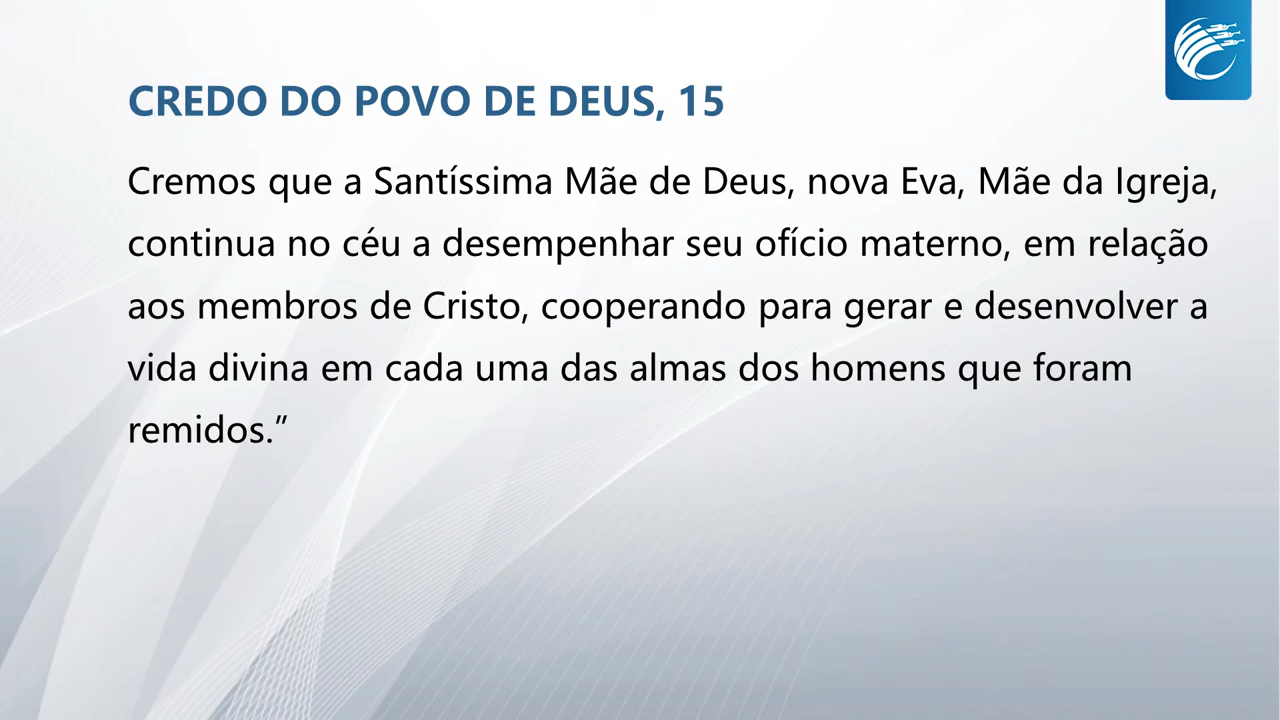 CREDO DO POVO DE DEUS, 15
Cremos que a Santíssima Mãe de Deus, nova Eva, Mãe da Igreja,
continua no céu a desempenhar seu ofício materno, em relação
aos membros de Cristo, cooperando para gerar e desenvolver a
vida divina em cada uma das almas dos homens que foram
remidos.”